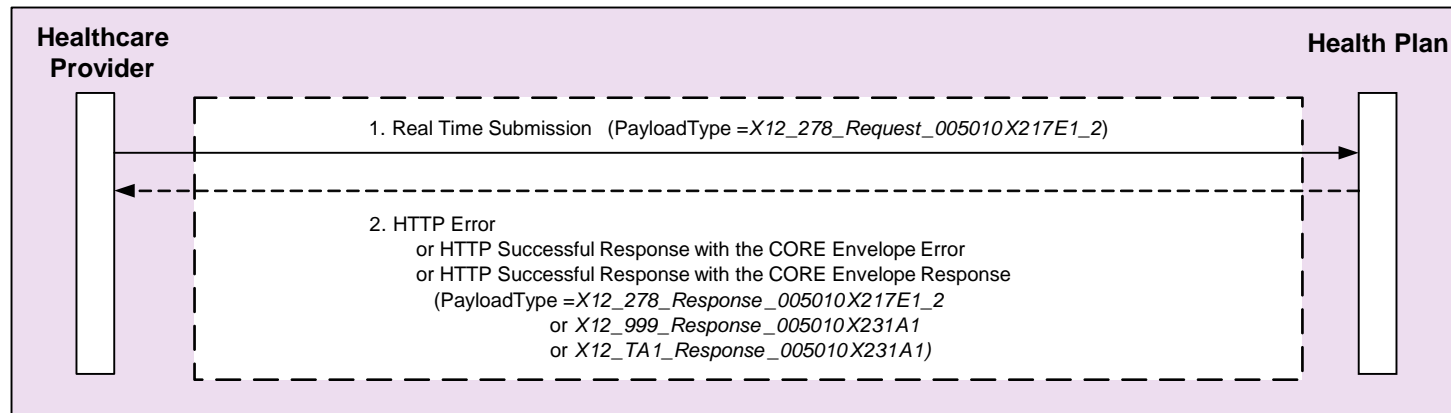 Healthcare
Provider
Health Plan
1. Real Time Submission (PayloadType =X12_278_Request_005010X217E1_2)
2. HTTP Error
or HTTP Successful Response with the CORE Envelope Error
or HTTP Successful Response with the CORE Envelope Response
(PayloadType =X12_278_Response_005010X217E1_2
or X12_999_Response_005010X231A1
or X12_TA1_Response_005010X231A1)